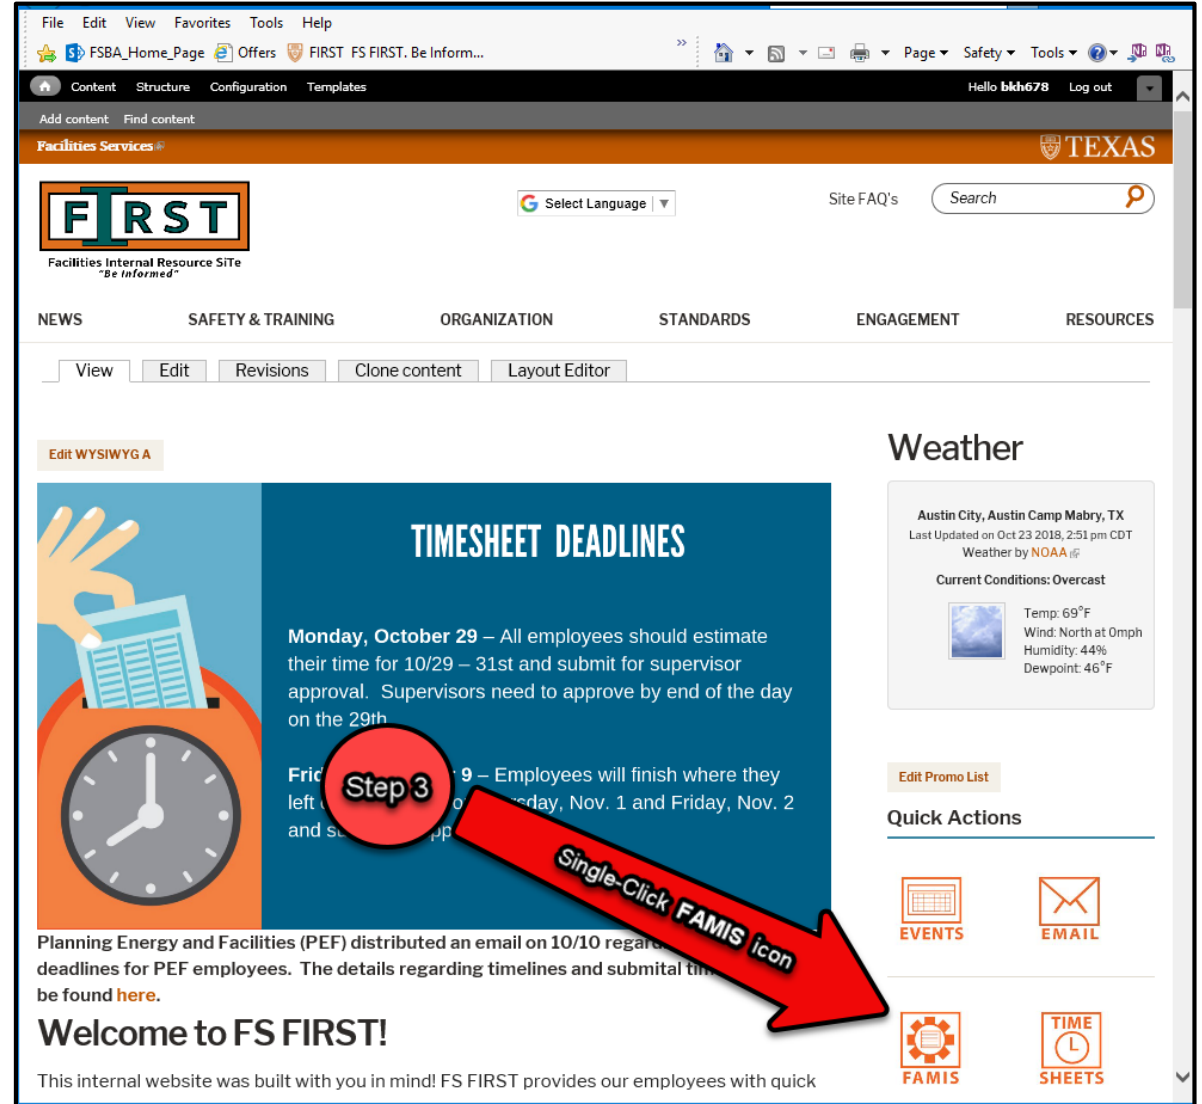 File Edit View Favorites Tools Help
FSBA_Home_Page Offers FIRST FS FIRST. Be Inform... » Page Safety Tools
Content Structure Configuration Templates Hello bkh678 Log out
Add content Find content
Facilities Services TEXAS
FIRST
Facilities Internal Resource SiTe
"Be Informed"
G Select Language ▼
Site FAQ's
Search
NEWS SAFETY & TRAINING ORGANIZATION STANDARDS ENGAGEMENT RESOURCES
View Edit Revisions Clone content Layout Editor
Edit WYSIWYG A
TIMESHEET DEADLINES
Monday, October 29 – All employees should estimate
their time for 10/29 – 31st and submit for supervisor
approval. Supervisors need to approve by end of the day
on the 29th
9 – Employees will finish where they
left Nov. 1 and Friday, Nov. 2
and
Step 3
Single-Click FAMIS icon
Planning Energy and Facilities (PEF) distributed an email on 10/10
deadlines for PEF employees. The details regarding timelines and submital
be found here.
Welcome to FS FIRST!
This internal website was built with you in mind! FS FIRST provides our employees with quick
Weather
Austin City, Austin Camp Mabry, TX
Last Updated on Oct 23 2018, 2:51 pm CDT
Weather by NOAA
Current Conditions: Overcast
Temp: 69°F
Wind: North at 0mph
Humidity: 44%
Dewpoint: 46°F
Edit Promo List
Quick Actions
EVENTS
EMAIL
FAMIS
TIME
SHEETS